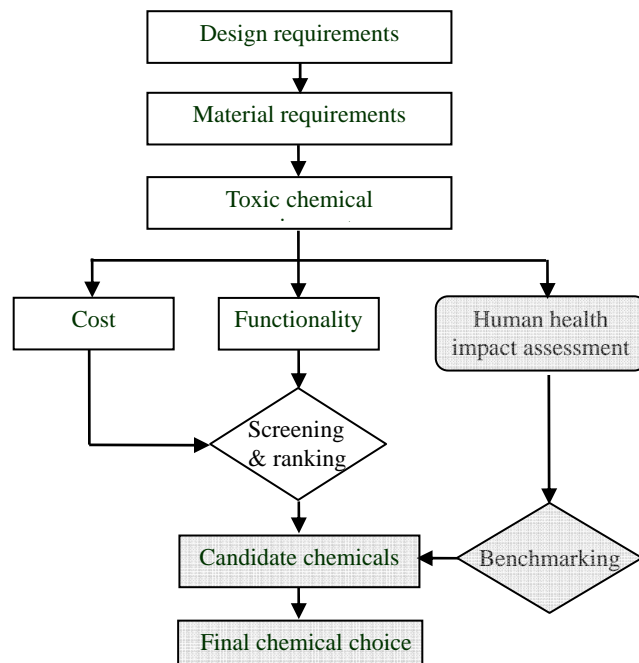 Design requirements
Material requirements
Toxic chemical
Cost
Functionality
Human health
impact assessment
Screening
& ranking
Candidate chemicals
Benchmarking
Final chemical choice